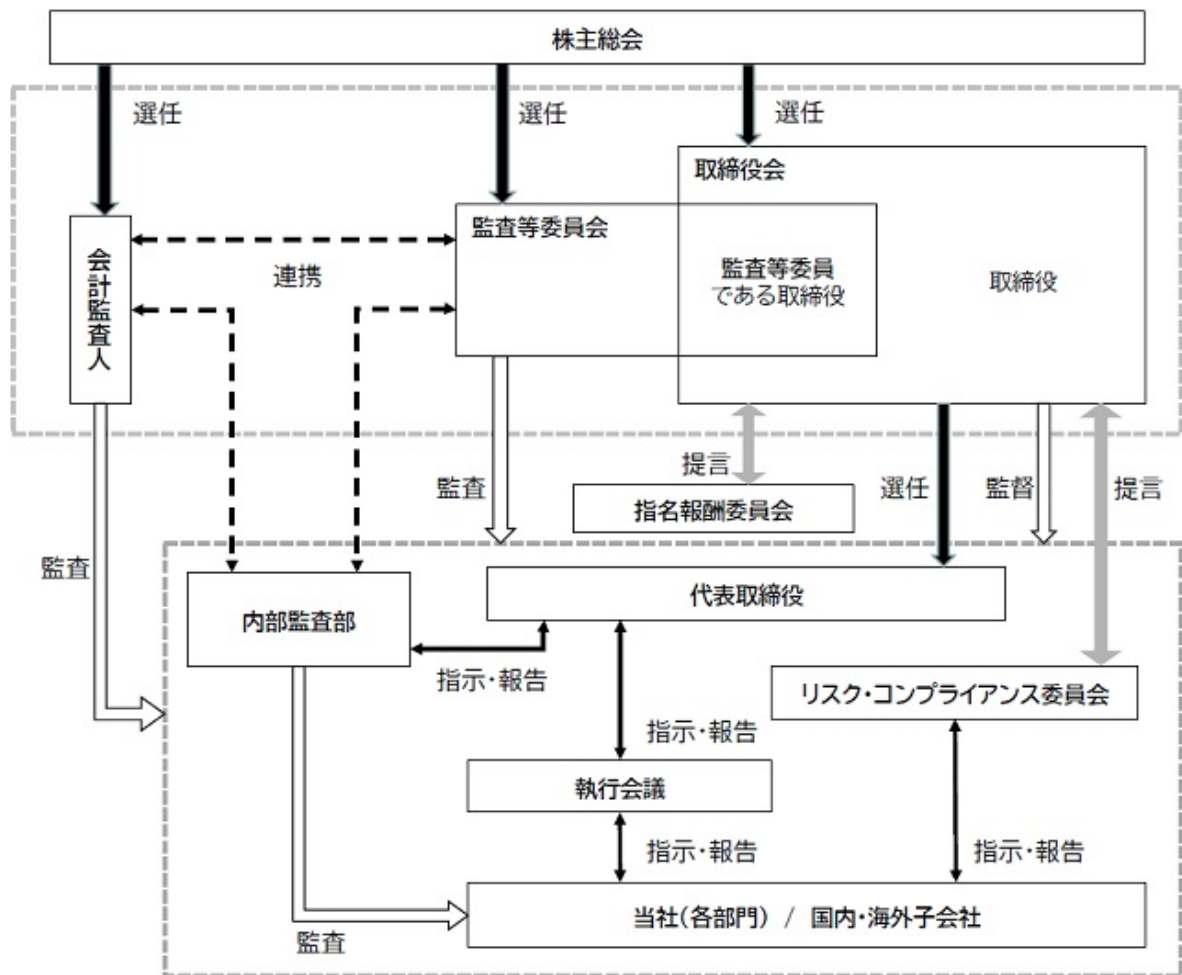 株主総会
選任
選任
選任
取締役会
監査等委員会
会計監査人
連携
監査等委員
である取締役
取締役
提言
監査
選任
監督
提言
指名報酬委員会
監査
代表取締役
内部監査部
指示・報告
リスク・コンプライアンス委員会
指示・報告
執行会議
指示・報告
指示・報告
当社(各部門) / 国内・海外子会社
監査